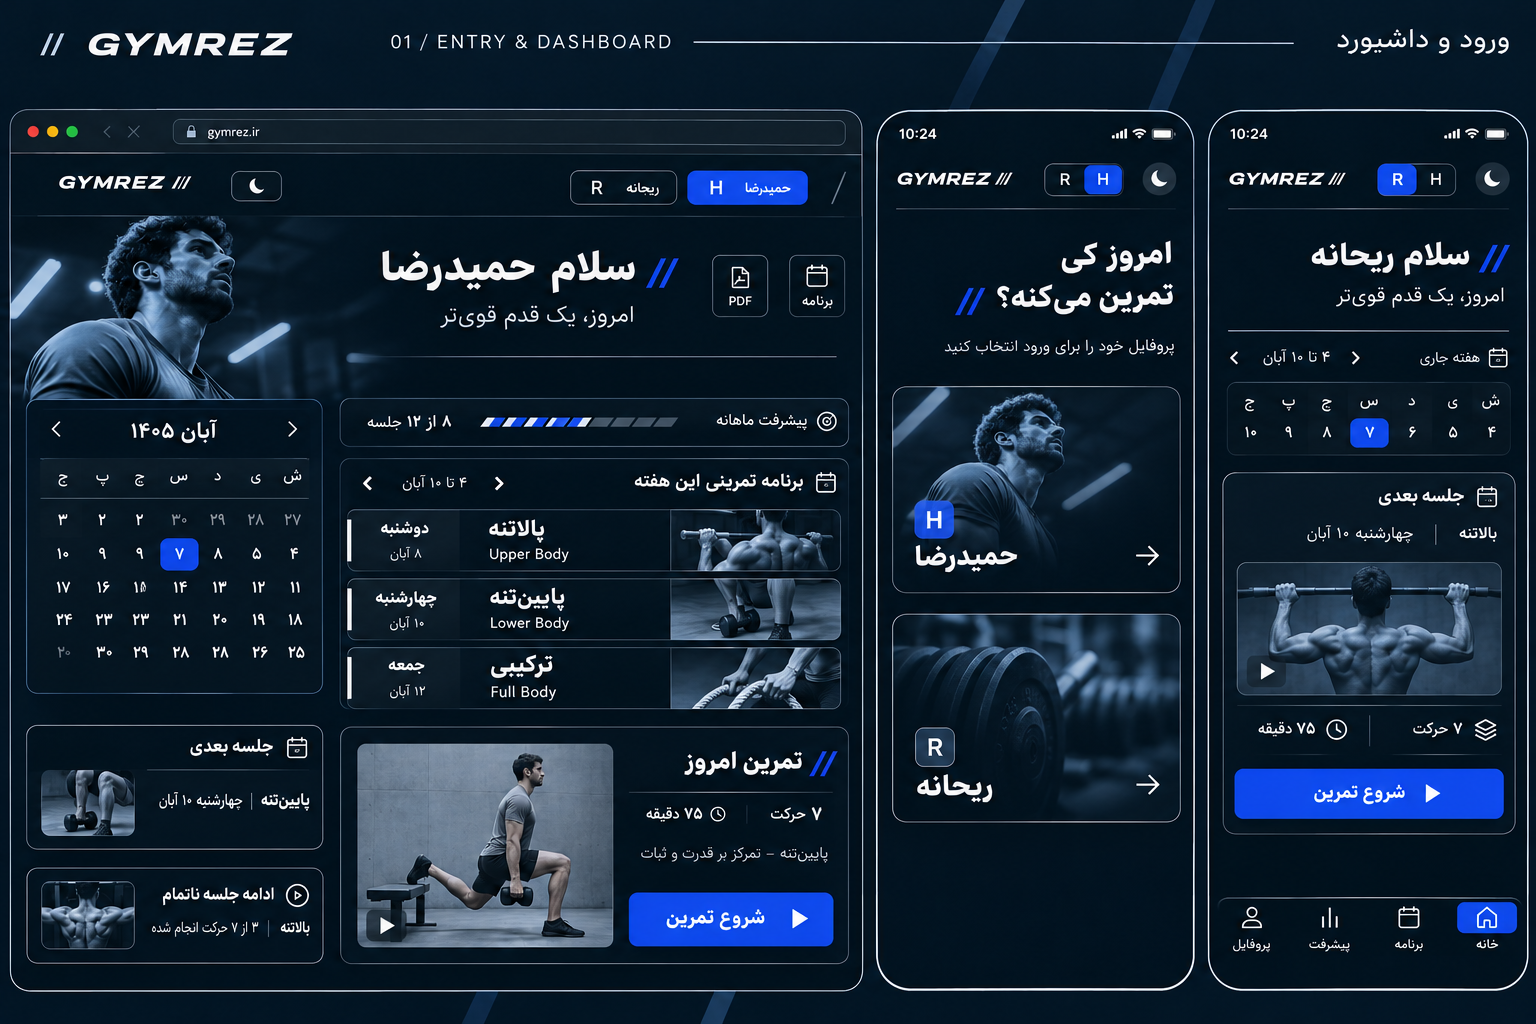 // GYMREZ
01 / ENTRY & DASHBOARD
ورود و داشبورد
gymrez.ir
GYMREZ ///
R ریحانه
H حمیدرضا
سلام حمیدرضا //
امروز، یک قدم قوی‌تر
PDF
برنامه
آبان ۱۴۰۵
ش ی د س چ پ ج
۲۷ ۲۸ ۲۹ ۳۰ ۲ ۲ ۳
۴ ۵ ۸ ۷ ۹ ۹ ۱۰
۱۱ ۱۲ ۱۳ ۱۴ ۱۶ ۱۷
۱۸ ۱۹ ۲۰ ۲۱ ۲۳ ۲۳ ۲۴
۲۵ ۲۶ ۲۸ ۲۸ ۲۹ ۳۰ ۲۰
پیشرفت ماهانه
۸ از ۱۲ جلسه
برنامه تمرینی این هفته
۴ تا ۱۰ آبان
پالاتنه
Upper Body
دوشنبه
۸ آبان
پایین‌تنه
Lower Body
چهارشنبه
۱۰ آبان
ترکیبی
Full Body
جمعه
۱۲ آبان
جلسه بعدی
پایین‌تنه | چهارشنبه ۱۰ آبان
ادامه جلسه ناتمام
بالاتنه | ۳ از ۷ حرکت انجام شده
// تمرین امروز
۷ حرکت
۷۵ دقیقه
پایین‌تنه – تمرکز بر قدرت و ثبات
شروع تمرین
10:24
GYMREZ ///
R H
امروز کی
تمرین می‌کنه؟ //
پروفایل خود را برای ورود انتخاب کنید
H
حمیدرضا
R
ریحانه
10:24
GYMREZ ///
R H
// سلام ریحانه
امروز، یک قدم قوی‌تر
هفته جاری
۴ تا ۱۰ آبان
ش ی د س چ پ ج
۴ ۵ ۶ ۷ ۸ ۹ ۱۰
جلسه بعدی
بالاتنه | چهارشنبه ۱۰ آبان
۷ حرکت
۷۵ دقیقه
شروع تمرین
خانه
برنامه
پیشرفت
پروفایل